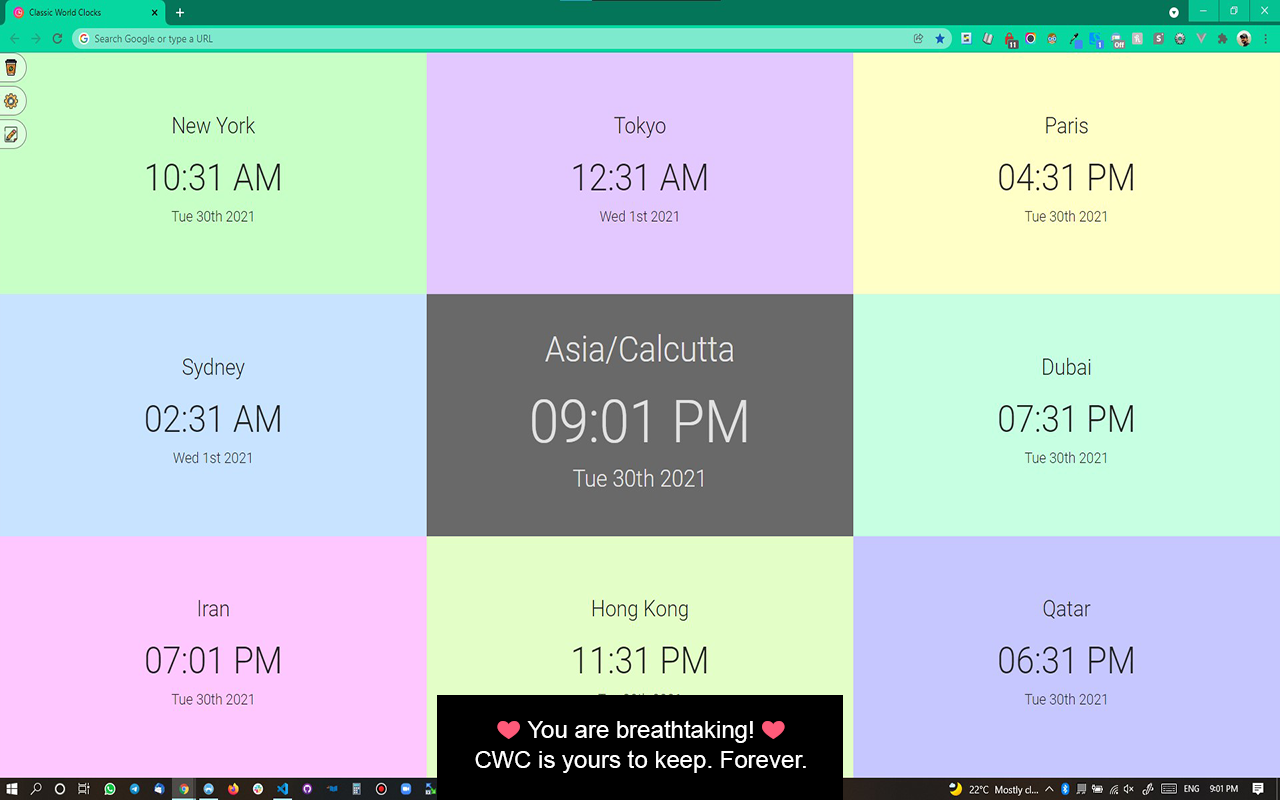 Classic World Clocks
Search Google or type a URL
11
1
Off
New York
10:31 AM
Tue 30th 2021
Tokyo
12:31 AM
Wed 1st 2021
Paris
04:31 PM
Tue 30th 2021
Sydney
02:31 AM
Wed 1st 2021
Asia/Calcutta
09:01 PM
Tue 30th 2021
Dubai
07:31 PM
Tue 30th 2021
Iran
07:01 PM
Tue 30th 2021
Hong Kong
11:31 PM
Qatar
06:31 PM
Tue 30th 2021
You are breathtaking!
CWC is yours to keep. Forever.
22°C Mostly cl... ENG 9:01 PM